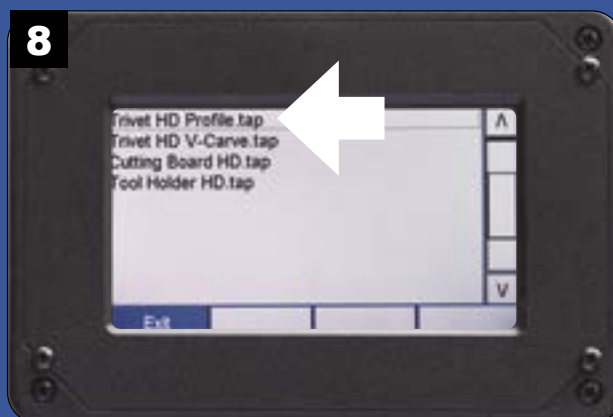 8
Trivet HD Profile.tap
Trivet HD V-Carve.tap
Cutting Board HD.tap
Tool Holder HD.tap
Λ
V
Exit